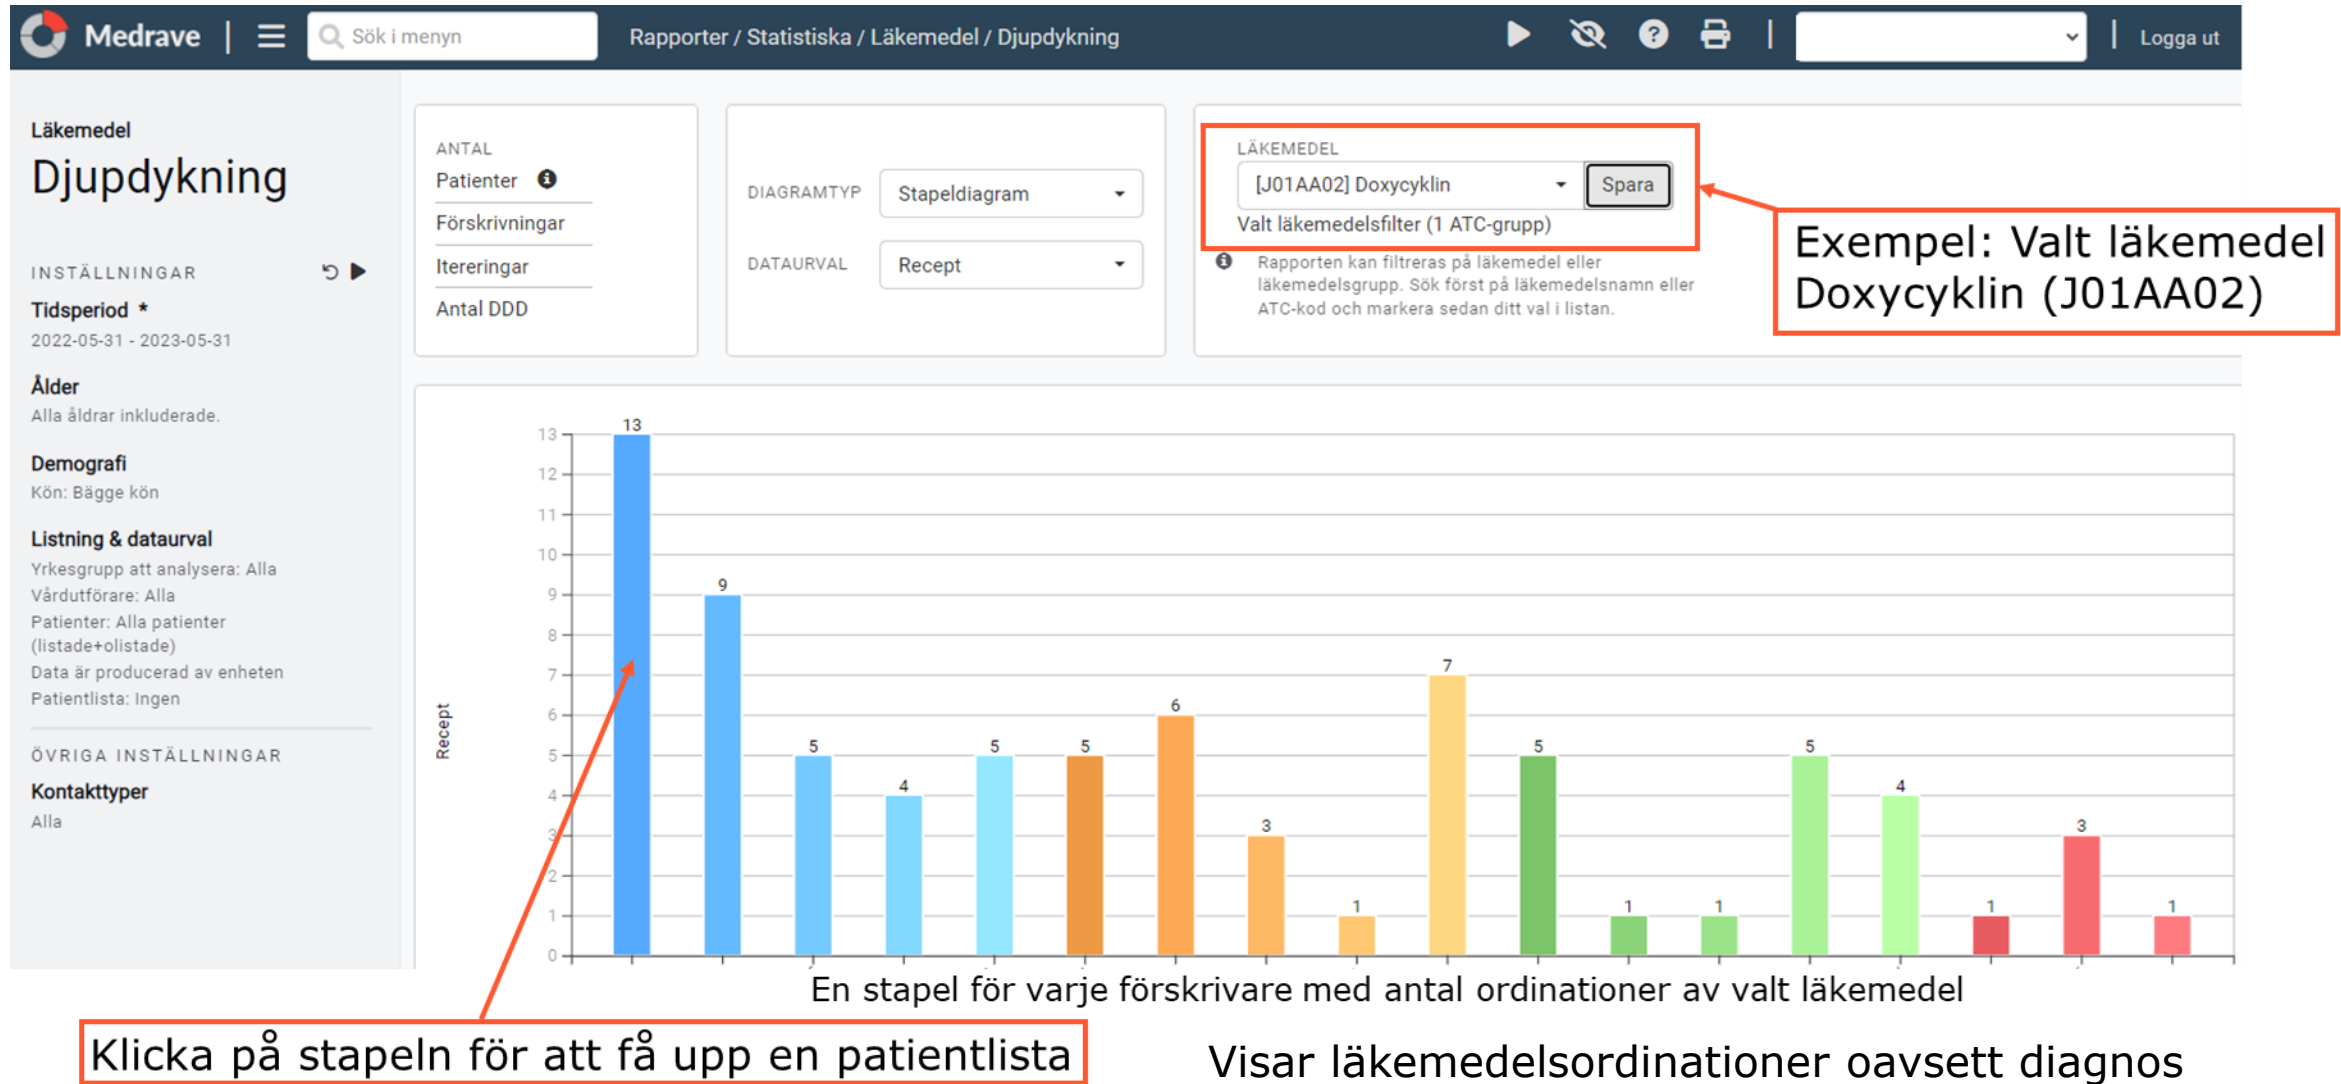 Medrave
Sök i menyn
Rapporter / Statistiska / Läkemedel / Djupdykning
Logga ut
Läkemedel
Djupdykning
INSTÄLLNINGAR
Tidsperiod *
2022-05-31 - 2023-05-31
Ålder
Alla åldrar inkluderade.
Demografi
Kön: Bägge kön
Listning & dataurval
Yrkesgrupp att analysera: Alla
Vårdutförare: Alla
Patienter: Alla patienter
(listade+olistade)
Data är producerad av enheten
Patientlista: Ingen
ÖVRIGA INSTÄLLNINGAR
Kontakttyper
Alla
ANTAL
Patienter
Förskrivningar
Itereringar
Antal DDD
DIAGRAMTYP
Stapeldiagram
DATAURVAL
Recept
LÄKEMEDEL
[J01AA02] Doxycyklin
Spara
Valt läkemedelsfilter (1 ATC-grupp)
Rapporten kan filtreras på läkemedel eller
läkemedelsgrupp. Sök först på läkemedelsnamn eller
ATC-kod och markera sedan ditt val i listan.
Exempel: Valt läkemedel
Doxycyklin (J01AA02)
Recept
13
12
11
10
9
8
7
6
5
4
3
2
1
0
13
9
5
4
5
5
6
3
1
7
5
1
1
5
4
1
3
1
En stapel för varje förskrivare med antal ordinationer av valt läkemedel
Klicka på stapeln för att få upp en patientlista
Visar läkemedelsordinationer oavsett diagnos